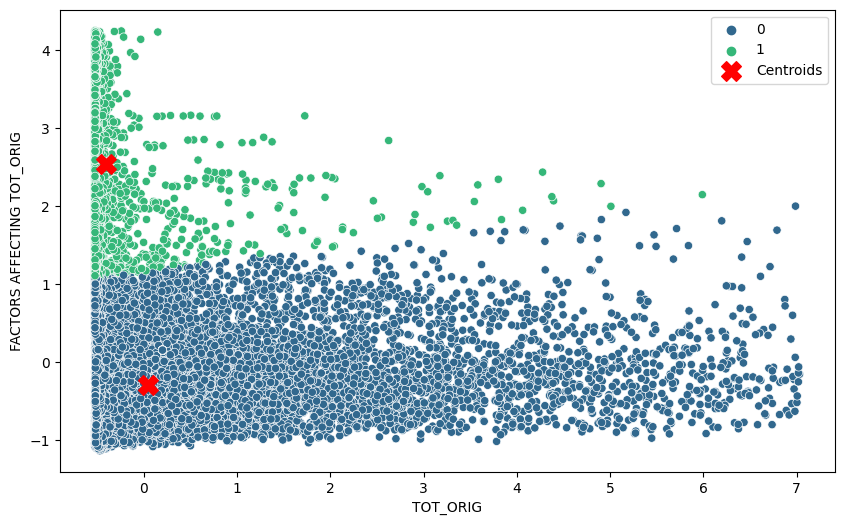 0
1
Centroids
4
3
2
1
0
−1
FACTORS AFFECTING TOT_ORIG
0 1 2 3 4 5 6 7
TOT_ORIG